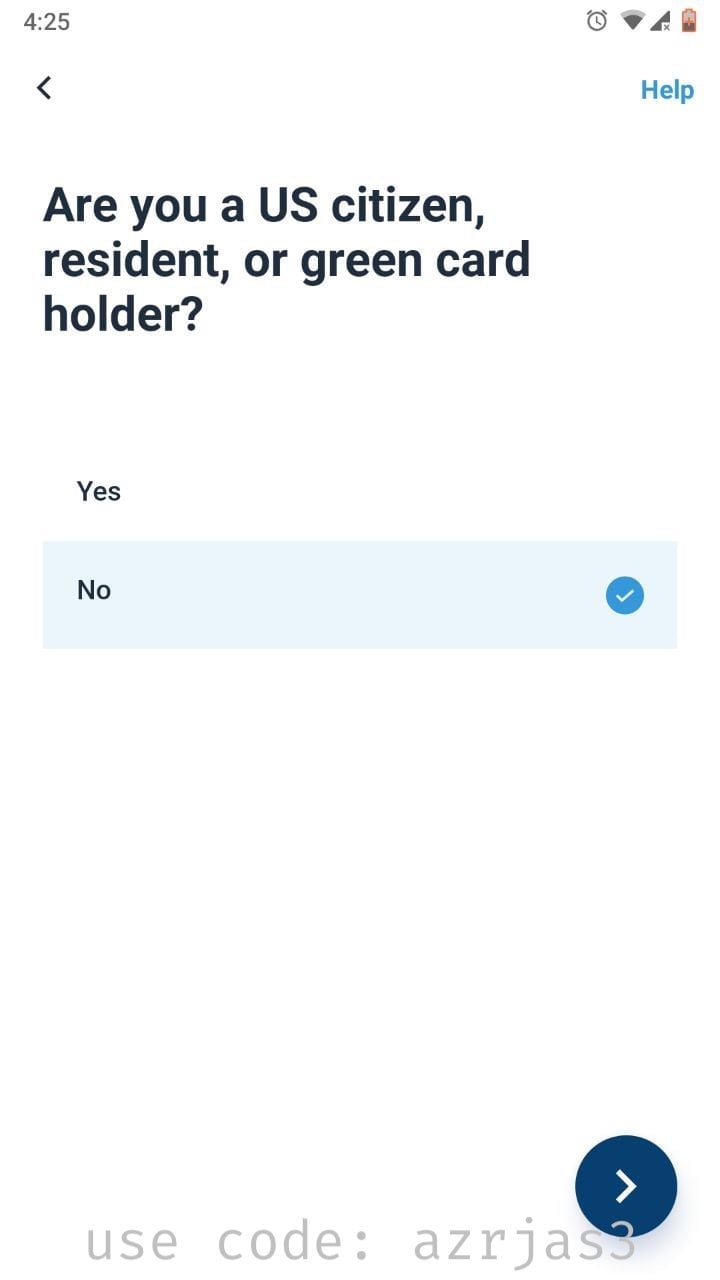 4:25
Help
Are you a US citizen,
resident, or green card
holder?
Yes
No
use code: azrjas3